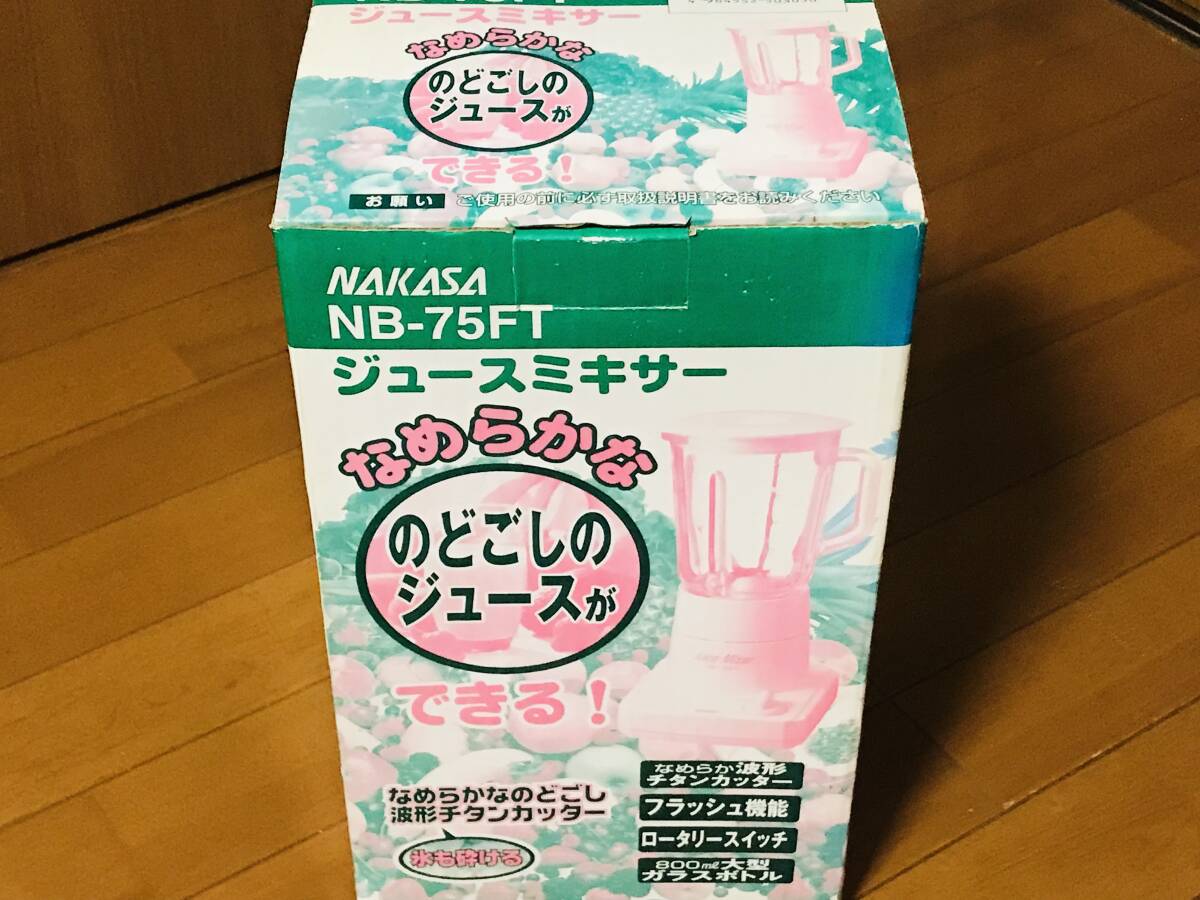 NB-75FT
ジュースミキサー
なめらかな
のどごしの
ジュースが
できる!
お願い ご使用の前に必ず取扱説明書をお読みください
NAKASA
NB-75FT
ジュースミキサー
なめらかな
のどごしの
ジュースが
できる!
なめらかなのどごし
波形チタンカッター
氷も砕ける
なめらか波形
チタンカッター
フラッシュ機能
ロータリースイッチ
800ml大型
ガラスボトル